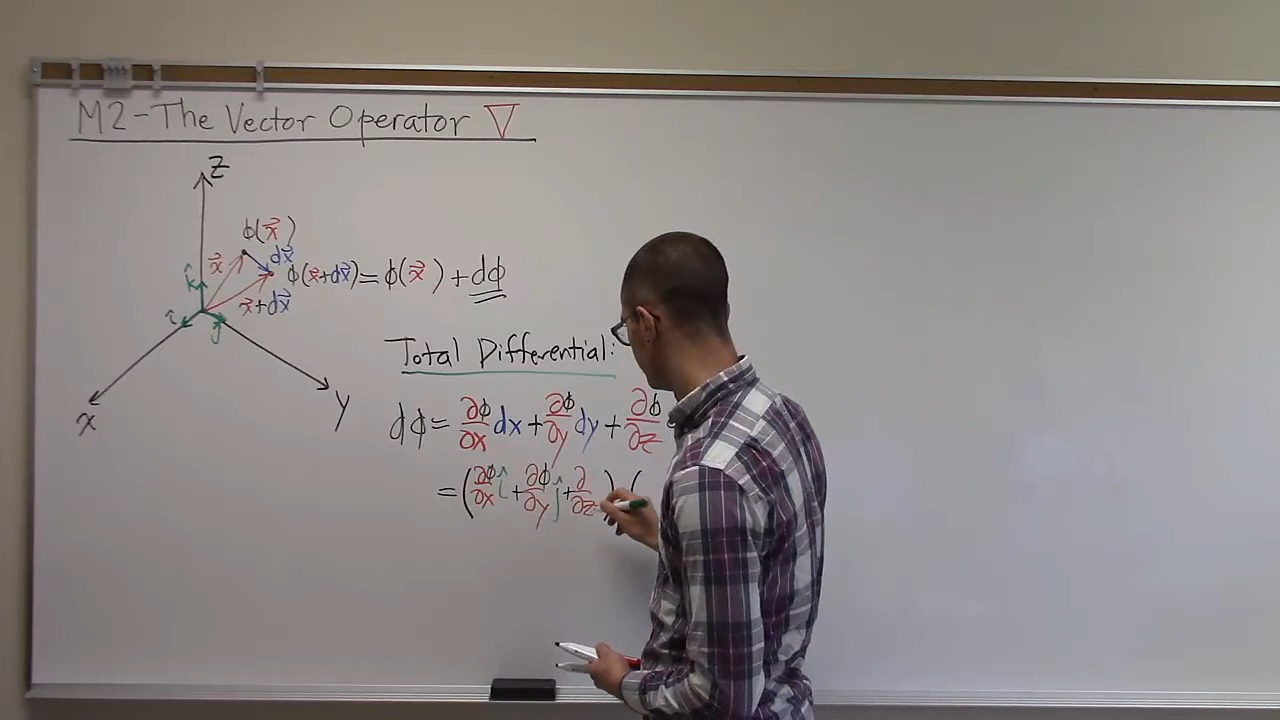 M2-The Vector Operator ∇
Z
ϕ(x⃗)
x⃗
dx⃗
ϕ(x⃗+dx⃗)=ϕ(x⃗)+dϕ
k̂
x⃗+dx⃗
î
ĵ
Total Differential:
x
y
dϕ=∂ϕ/∂x dx+∂ϕ/∂y dy+∂ϕ/∂z
=(∂ϕ/∂x î+∂ϕ/∂y ĵ+∂/∂z )(